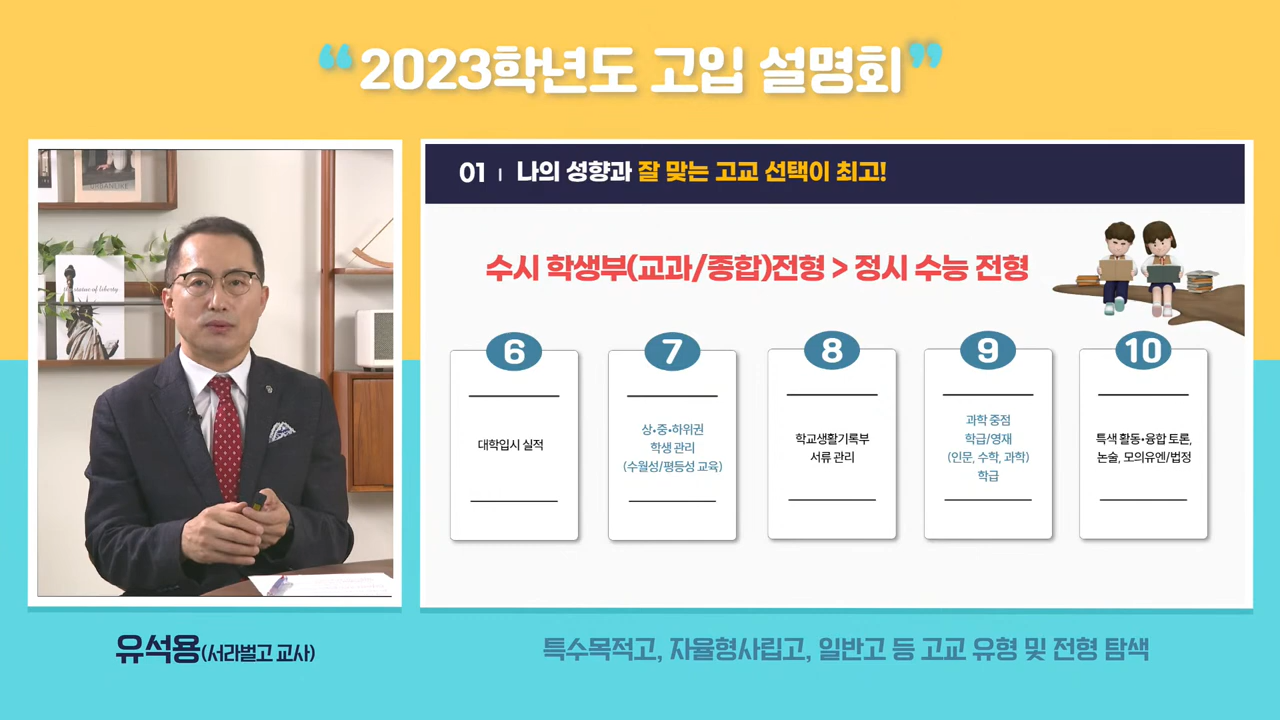 “2023학년도 고입 설명회”
01 | 나의 성향과 잘 맞는 고교 선택이 최고!
수시 학생부(교과/종합)전형 > 정시 수능 전형
6
대학입시 실적
7
상•중•하위권
학생 관리
(수월성/평등성 교육)
8
학교생활기록부
서류 관리
9
과학 중점
학급/영재
(인문, 수학, 과학)
학급
10
특색 활동•융합 토론,
논술, 모의유엔/법정
the statue of liberty
유석용(서라벌고 교사)
특수목적고, 자율형사립고, 일반고 등 고교 유형 및 전형 탐색